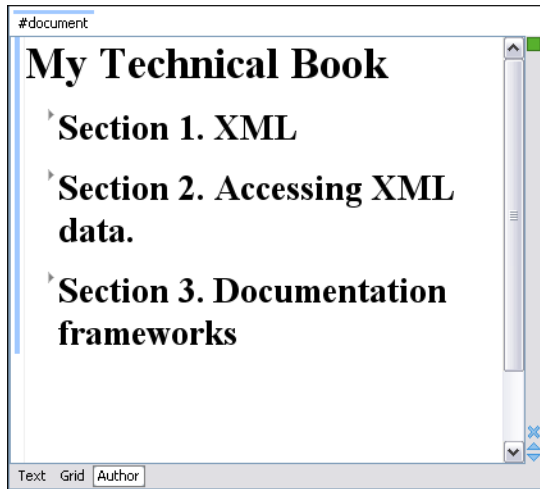 #document
My Technical Book
Section 1. XML
Section 2. Accessing XML
data.
Section 3. Documentation
frameworks
Text Grid Author